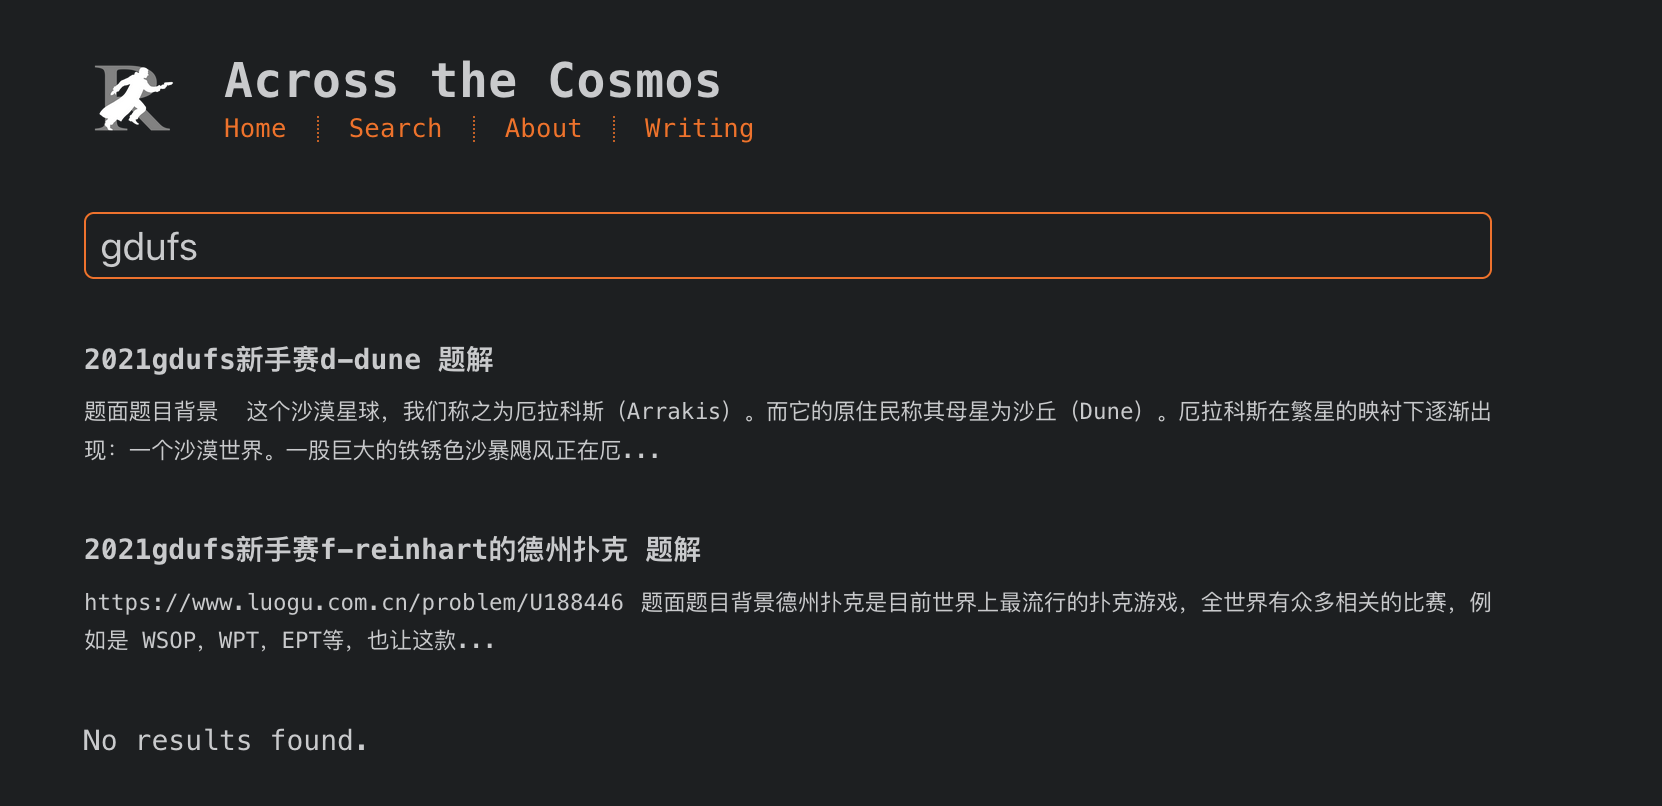 R
Across the Cosmos
Home Search About Writing
gdufs
2021gdufs新手赛d-dune 题解
题面题目背景 这个沙漠星球，我们称之为厄拉科斯（Arrakis）。而它的原住民称其母星为沙丘（Dune）。厄拉科斯在繁星的映衬下逐渐出
现：一个沙漠世界。一股巨大的铁锈色沙暴飓风正在厄...
2021gdufs新手赛f-reinhart的德州扑克 题解
https://www.luogu.com.cn/problem/U188446 题面题目背景德州扑克是目前世界上最流行的扑克游戏，全世界有众多相关的比赛，例
如是 WSOP，WPT，EPT等，也让这款...
No results found.